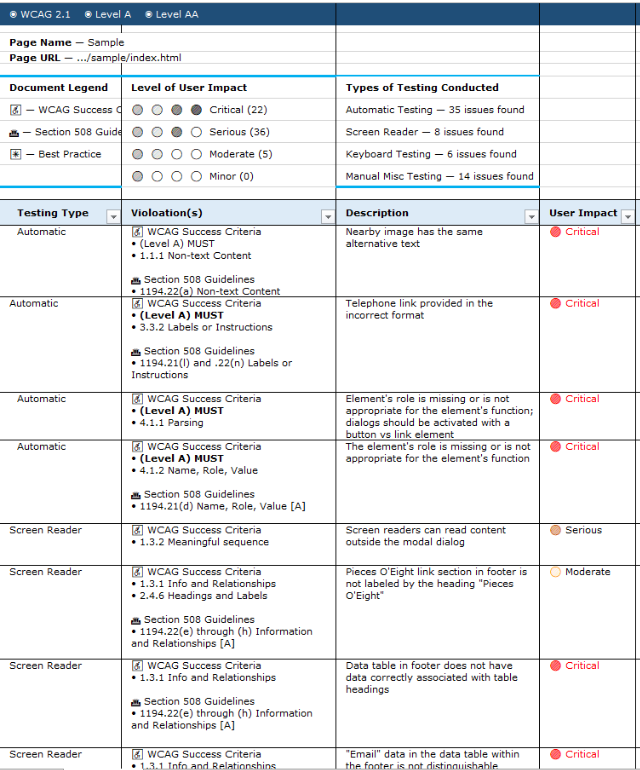 WCAG 2.1 Level A Level AA
Page Name — Sample
Page URL — .../sample/index.html
Document Legend Level of User Impact Types of Testing Conducted
— WCAG Success C Critical (22) Automatic Testing — 35 issues found
— Section 508 Guide Serious (36) Screen Reader — 8 issues found
— Best Practice Moderate (5) Keyboard Testing — 6 issues found
Minor (0) Manual Misc Testing — 14 issues found
Testing Type Violoation(s) Description User Impact
Automatic WCAG Success Criteria Nearby image has the same Critical
• (Level A) MUST alternative text
• 1.1.1 Non-text Content
Section 508 Guidelines
• 1194.22(a) Non-text Content
Automatic WCAG Success Criteria Telephone link provided in the Critical
• (Level A) MUST incorrect format
• 3.3.2 Labels or Instructions
Section 508 Guidelines
• 1194.21(l) and .22(n) Labels or
Instructions
Automatic WCAG Success Criteria Element's role is missing or is not Critical
• (Level A) MUST appropriate for the element's function;
• 4.1.1 Parsing dialogs should be activated with a
button vs link element
Automatic WCAG Success Criteria The element's role is missing or is not Critical
• (Level A) MUST appropriate for the element's function
• 4.1.2 Name, Role, Value
Section 508 Guidelines
• 1194.21(d) Name, Role, Value [A]
Screen Reader WCAG Success Criteria Screen readers can read content Serious
• 1.3.2 Meaningful sequence outside the modal dialog
Screen Reader WCAG Success Criteria Pieces O'Eight link section in footer is Moderate
• 1.3.1 Info and Relationships not labeled by the heading "Pieces
• 2.4.6 Headings and Labels O'Eight"
Section 508 Guidelines
• 1194.22(e) through (h) Information
and Relationships [A]
Screen Reader WCAG Success Criteria Data table in footer does not have Critical
• 1.3.1 Info and Relationships data correctly associated with table
headings
Section 508 Guidelines
• 1194.22(e) through (h) Information
and Relationships [A]
Screen Reader WCAG Success Criteria "Email" data in the data table within Critical
• 1.3.1 Info and Relationships the footer is not distinguishable